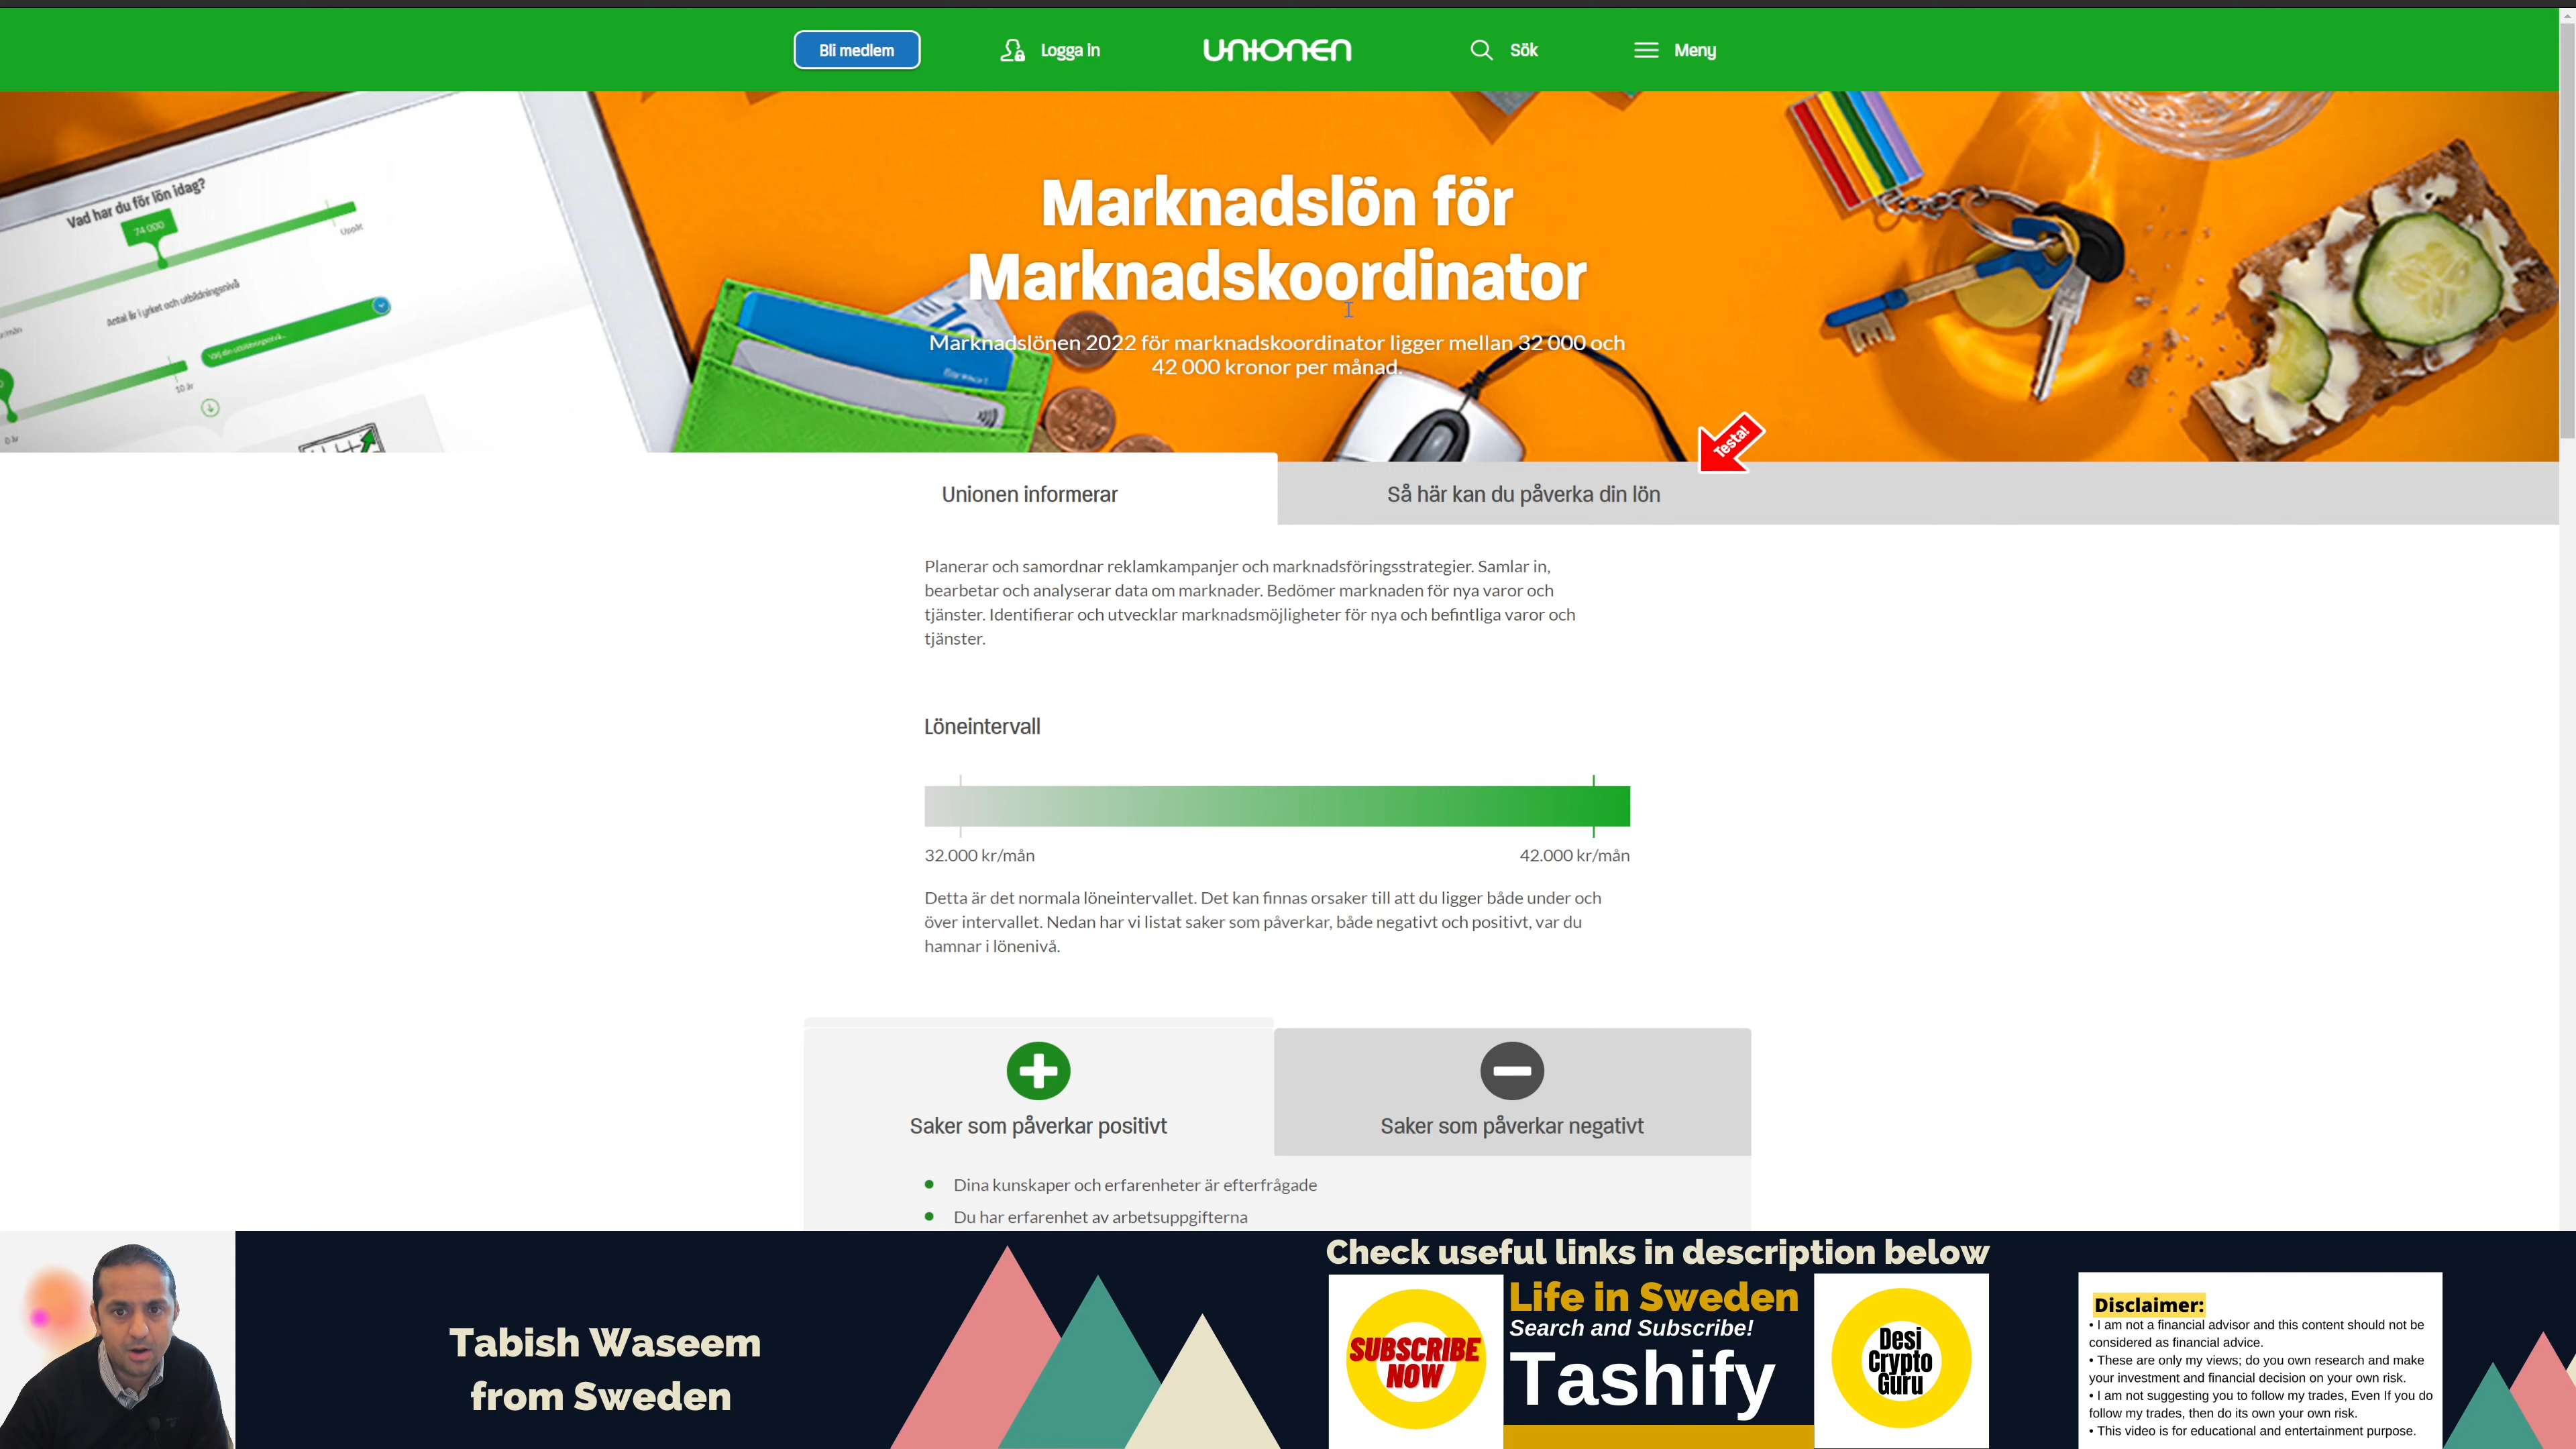 Bli medlem
Logga in
UNIONEN
Sök
Meny
Vad har du för lön idag?
74 000
Uppåt
Antal år i yrket och utbildningsnivå
10 år
0 år
Marknadslön för
Marknadskoordinator
Marknadslönen 2022 för marknadskoordinator ligger mellan 32 000 och
42 000 kronor per månad.
Testa!
Unionen informerar
Så här kan du påverka din lön
Planerar och samordnar reklamkampanjer och marknadsföringsstrategier. Samlar in,
bearbetar och analyserar data om marknader. Bedömer marknaden för nya varor och
tjänster. Identifierar och utvecklar marknadsmöjligheter för nya och befintliga varor och
tjänster.
Löneintervall
32.000 kr/mån
42.000 kr/mån
Detta är det normala löneintervallet. Det kan finnas orsaker till att du ligger både under och
över intervallet. Nedan har vi listat saker som påverkar, både negativt och positivt, var du
hamnar i lönenivå.
Saker som påverkar positivt
Saker som påverkar negativt
Dina kunskaper och erfarenheter är efterfrågade
Du har erfarenhet av arbetsuppgifterna
Tabish Waseem
from Sweden
Check useful links in description below
SUBSCRIBE
NOW
Life in Sweden
Search and Subscribe!
Tashify
Desi
Crypto
Guru
Disclaimer:
• I am not a financial advisor and this content should not be
considered as financial advice.
• These are only my views; do you own research and make
your investment and financial decision on your own risk.
• I am not suggesting you to follow my trades, Even If you do
follow my trades, then do its own your own risk.
• This video is for educational and entertainment purpose.